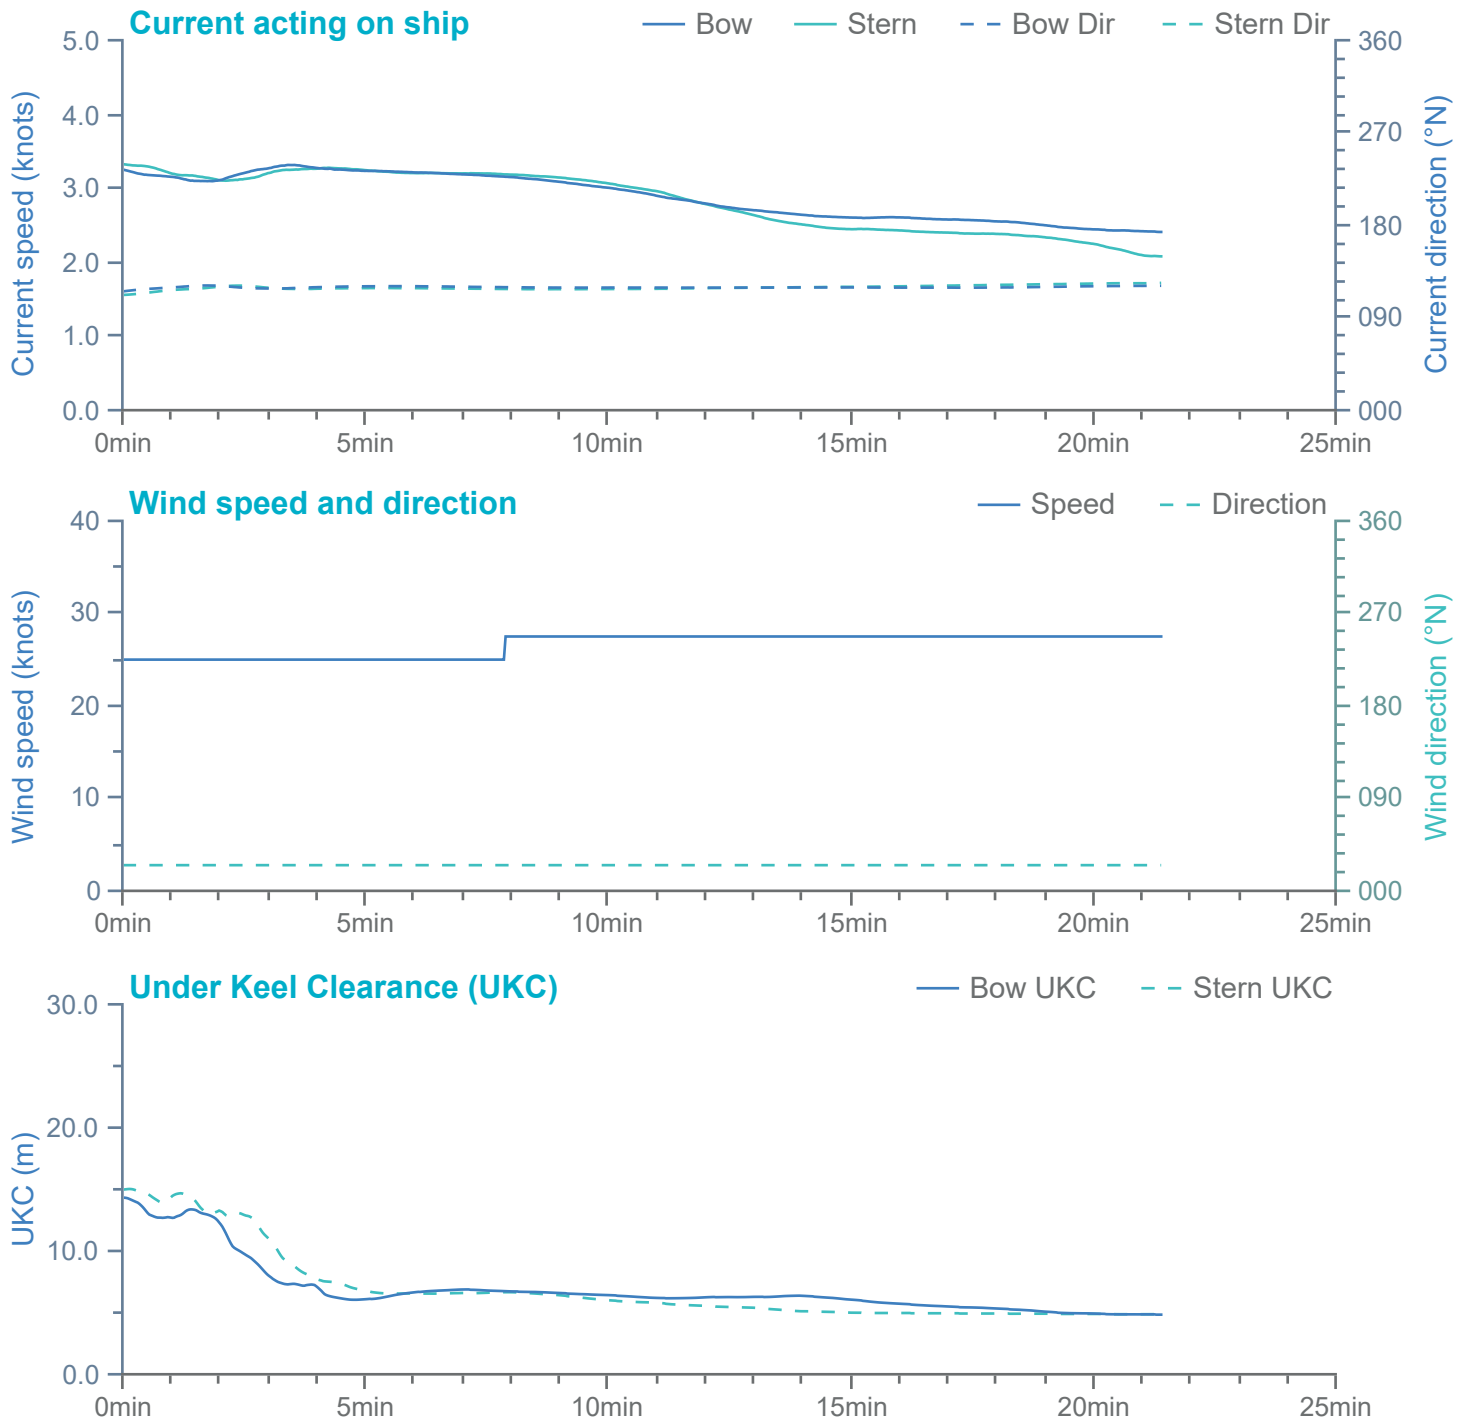 Current acting on ship
Bow Stern Bow Dir Stern Dir
Current speed (knots)
5.0
4.0
3.0
2.0
1.0
0.0
360
270
180
090
000
Current direction (°N)
0min 5min 10min 15min 20min 25min
Wind speed and direction
Speed Direction
Wind speed (knots)
40
30
20
10
0
360
270
180
090
000
Wind direction (°N)
0min 5min 10min 15min 20min 25min
Under Keel Clearance (UKC)
Bow UKC Stern UKC
UKC (m)
30.0
20.0
10.0
0.0
0min 5min 10min 15min 20min 25min